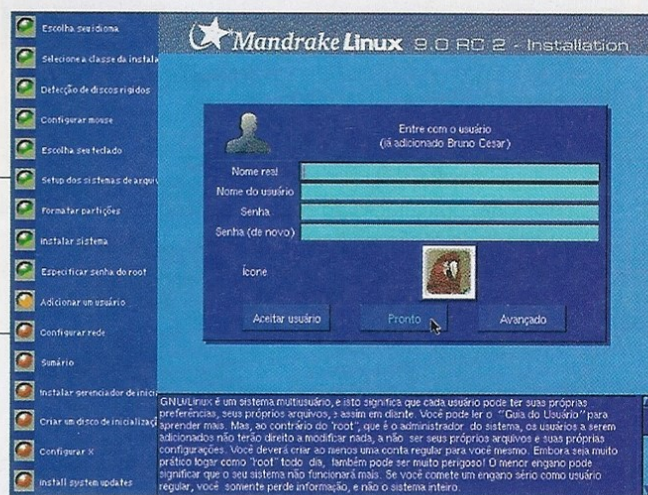 Escolha seu idioma
Selecione a classe da instala
Detecção de discos rígidos
Configurar mouse
Escolha seu teclado
Setup dos sistemas de arquiv
Formatar partições
Instalar sistema
Especificar senha do root
Adicionar um usuário
Configurar rede
Sumário
Instalar gerenciador de inici
Criar um disco de inicializaç
Configurar X
Install system updates
Mandrake Linux 9.0 RC 2 - Installation
Entre com o usuário
(já adicionado Bruno Cesar)
Nome real
Nome do usuário
Senha
Senha (de novo)
Ícone
Aceitar usuário
Pronto
Avançado
GNU/Linux é um sistema multiusuário, e isto significa que cada usuário pode ter suas próprias
preferências, seus próprios arquivos, e assim em diante. Você pode ler o "Guia do Usuário" para
aprender mais. Mas, ao contrário do "root", que é o administrador do sistema, os usuários a serem
adicionados não terão direito a modificar nada, a não ser seus próprios arquivos e suas próprias
configurações. Você deverá criar ao menos uma conta regular para você mesmo. Embora seja muito
prático logar como "root" todo dia, também pode ser muito perigoso! O menor engano pode
significar que o seu sistema não funcionará mais. Se você comete um engano sério como usuário
regular, você somente perde informação, e não o sistema inteiro.